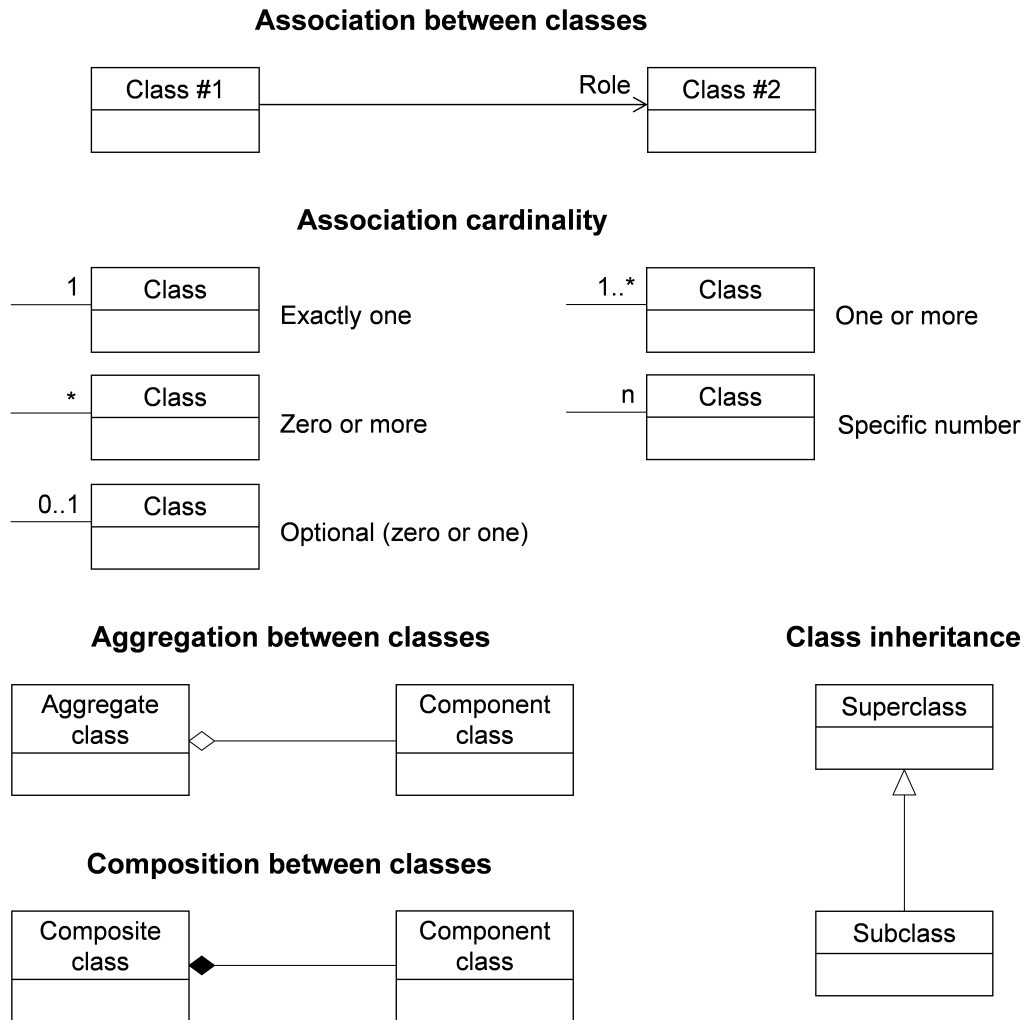 Association between classes
Class #1
Role
Class #2
Association cardinality
1
Class
Exactly one
1..*
Class
One or more
*
Class
Zero or more
n
Class
Specific number
0..1
Class
Optional (zero or one)
Aggregation between classes
Aggregate
class
Component
class
Class inheritance
Superclass
Subclass
Composition between classes
Composite
class
Component
class